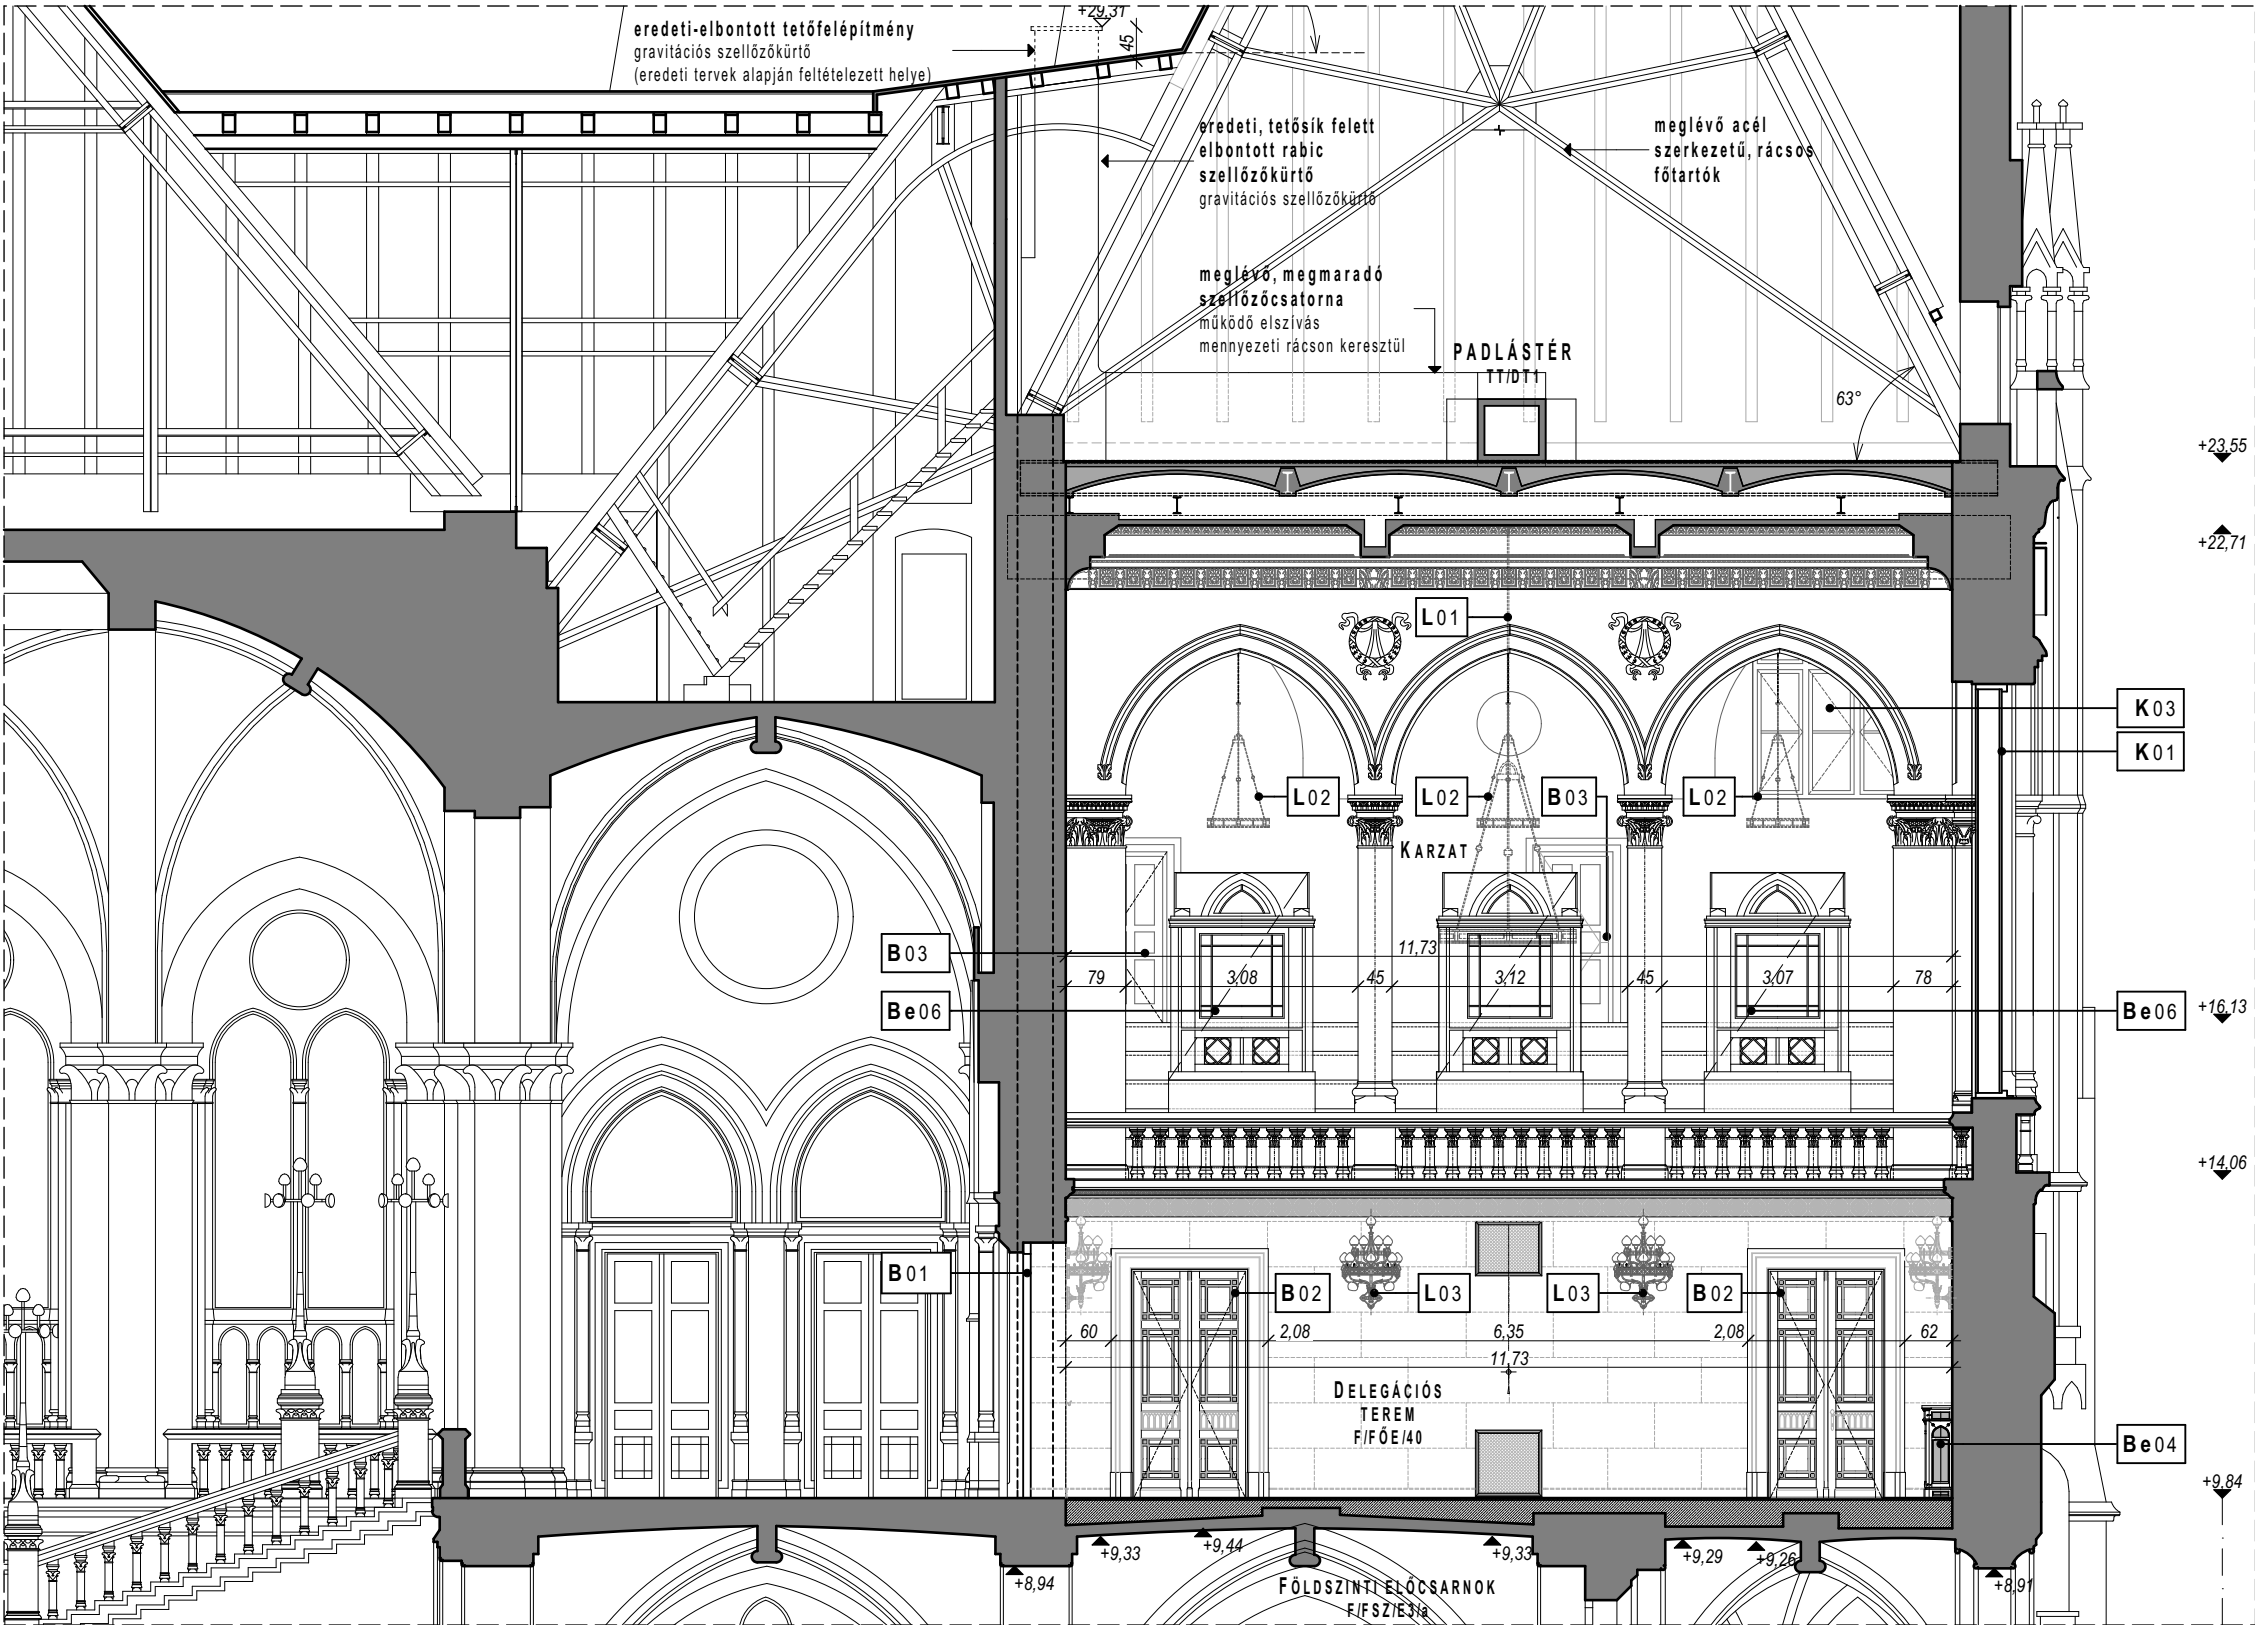 +29,31
eredeti-elbontott tetőfelépítmény
gravitációs szellőzőkürtő
(eredeti tervek alapján feltételezett helye)
45
eredeti, tetősík felett
elbontott rabic
szellőzőkürtő
gravitációs szellőzőkürtő
meglévő acél
szerkezetű, rácsos
főtartók
meglévő, megmaradó
szellőzőcsatorna
működő elszívás
mennyezeti rácson keresztül
PADLÁSTÉR
TT/DT1
63°
+23,55
+22,71
L01
K03
K01
L02
L02
B03
L02
KARZAT
B03
11,73
79
3,08
45
3,12
45
3,07
78
Be06
Be06
+16,13
+14,06
B01
B02
L03
L03
B02
60
2,08
6,35
2,08
62
11,73
DELEGÁCIÓS
TEREM
F/FŐE/40
Be04
+9,84
+9,33
+9,44
+9,33
+9,29
+9,26
+8,94
+8,91
FÖLDSZINTI ELŐCSARNOK
F/FSZ/E3/a